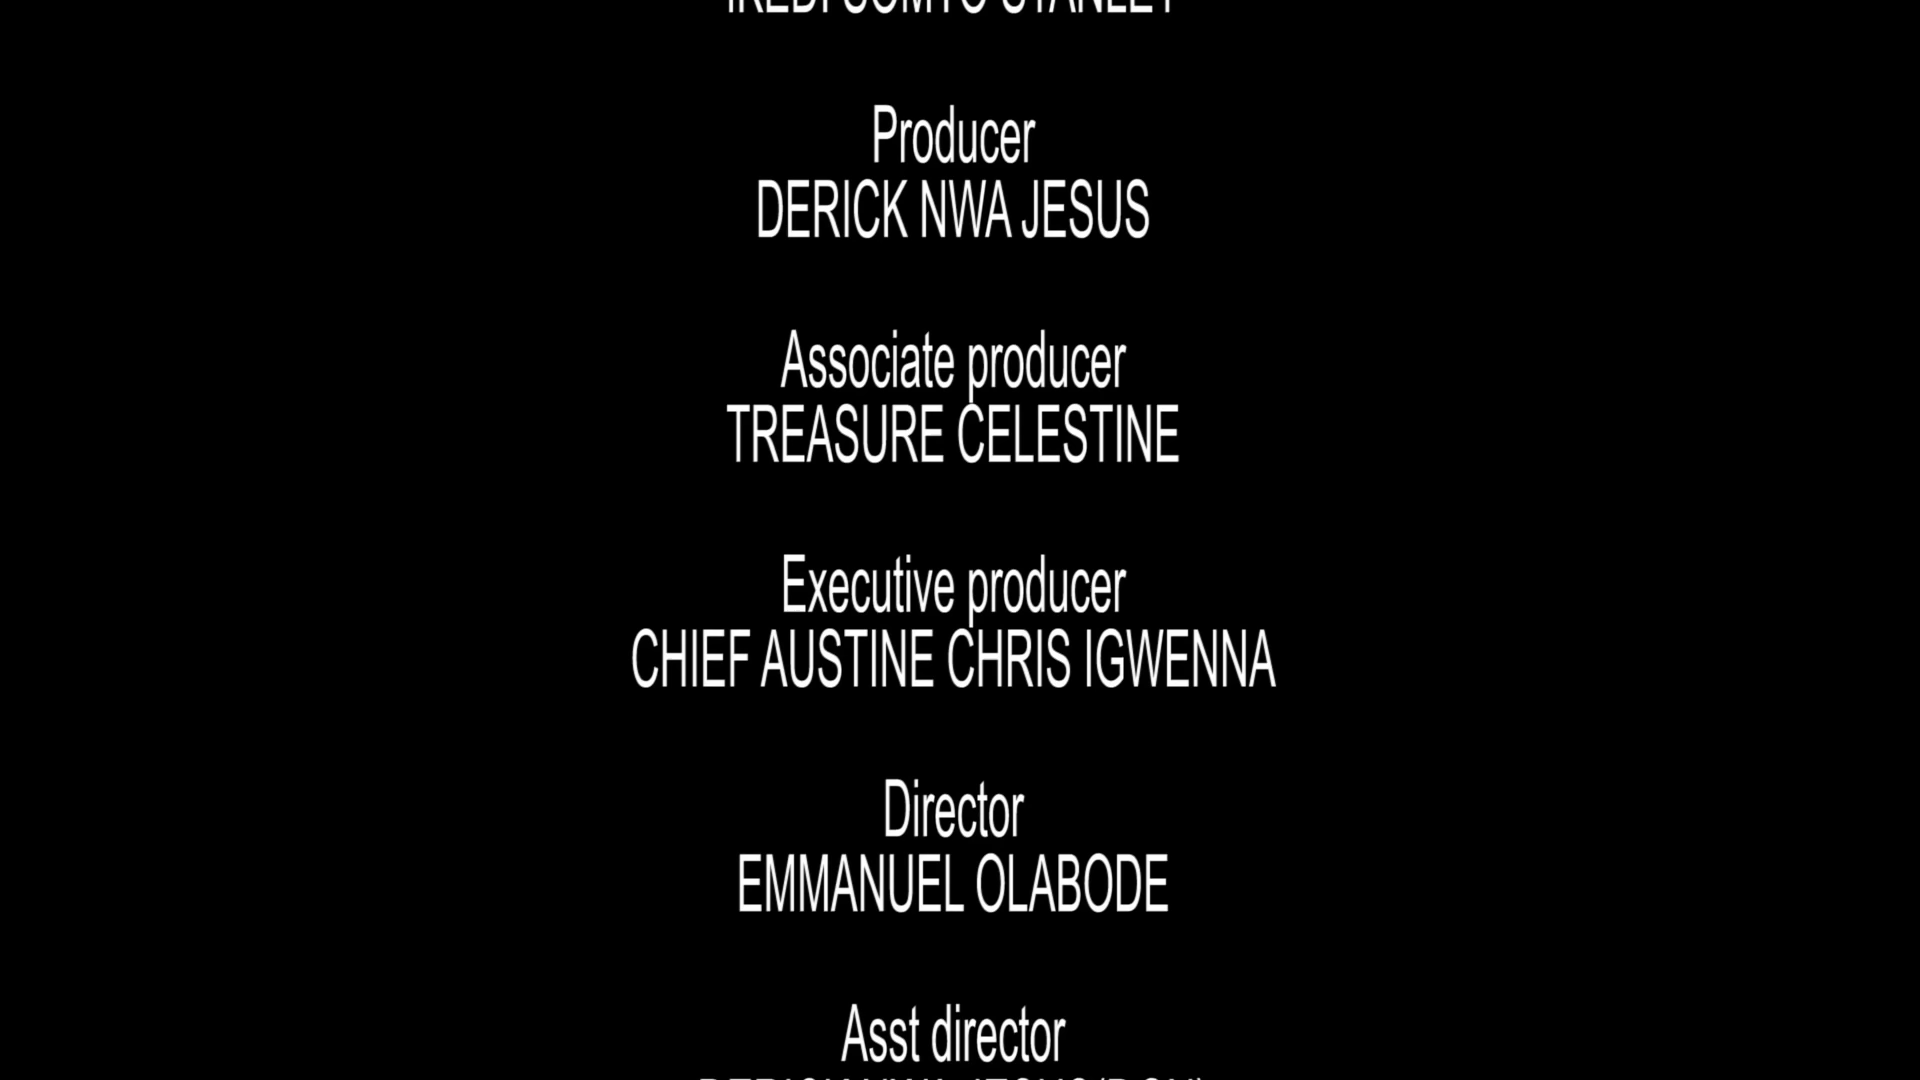 STANLEY
Producer
DERICK NWA JESUS
Associate producer
TREASURE CELESTINE
Executive producer
CHIEF AUSTINE CHRIS IGWENNA
Director
EMMANUEL OLABODE
Asst director